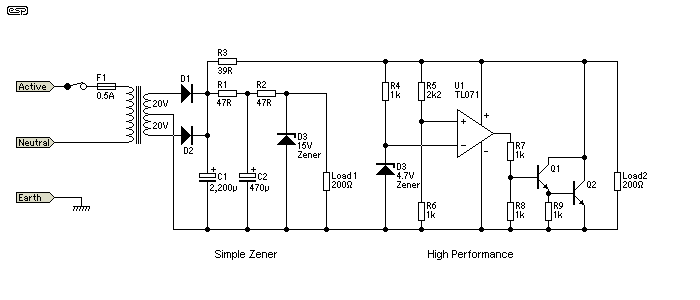 esp
R3
39R
Active
F1
0.5A
20V
20V
D1
D2
R1
47R
R2
47R
D3
15V
Zener
R4
1k
R5
2k2
U1
TL071
+
−
+
−
Neutral
Earth
+
C1
2,200µ
+
C2
470µ
Load1
200Ω
D3
4.7V
Zener
R6
1k
R7
1k
R8
1k
Q1
R9
1k
Q2
Load2
200Ω
Simple Zener
High Performance